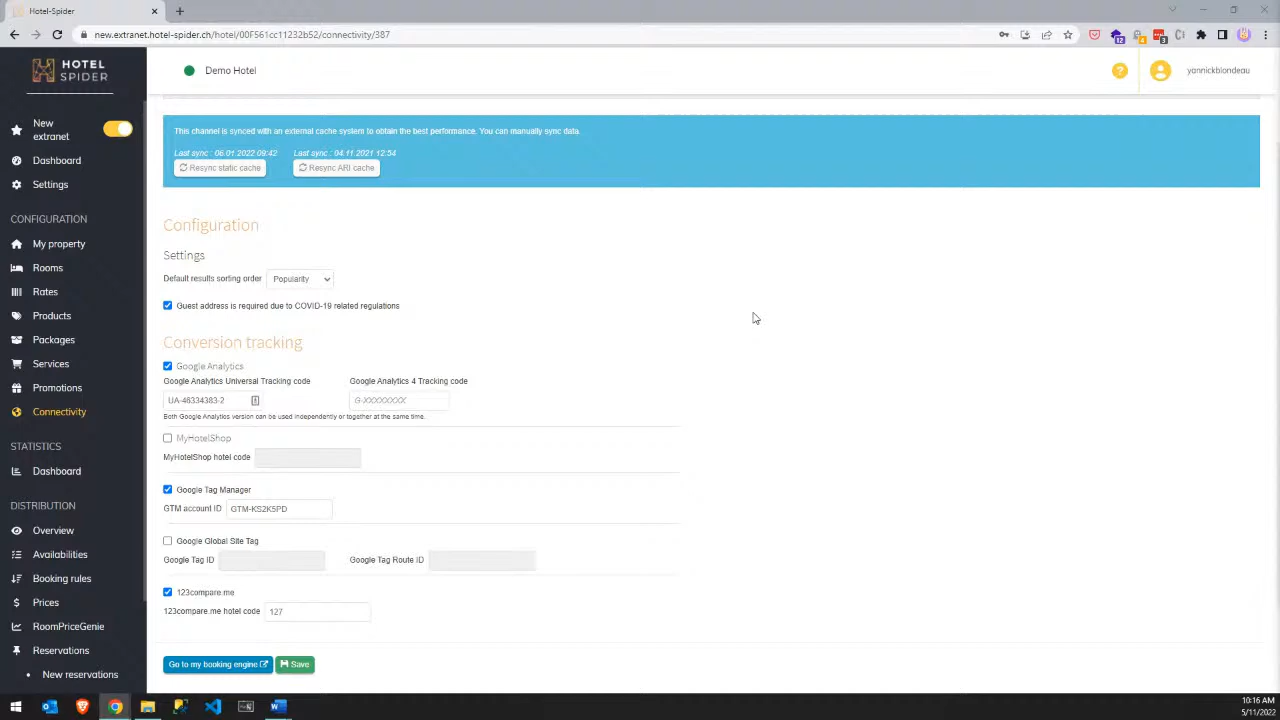 Hotel-Spider
new.extranet.hotel-spider.ch/hotel/00F561cc11232b52/connectivity/387
12
4
3
HOTEL
SPIDER
Demo Hotel
?
yannickblondeau
New
extranet
Dashboard
Settings
CONFIGURATION
My property
Rooms
Rates
Products
Packages
Services
Promotions
Connectivity
STATISTICS
Dashboard
DISTRIBUTION
Overview
Availabilities
Booking rules
Prices
RoomPriceGenie
Reservations
New reservations
This channel is synced with an external cache system to obtain the best performance. You can manually sync data.
Last sync : 06.01.2022 09:42 Last sync : 04.11.2021 12:54
Resync static cache Resync ARI cache
Configuration
Settings
Default results sorting order Popularity
Guest address is required due to COVID-19 related regulations
Conversion tracking
Google Analytics
Google Analytics Universal Tracking code Google Analytics 4 Tracking code
UA-46334383-2 G-XXXXXXXX
Both Google Analytics version can be used independently or together at the same time.
MyHotelShop
MyHotelShop hotel code
Google Tag Manager
GTM account ID GTM-KS2K5PD
Google Global Site Tag
Google Tag ID Google Tag Route ID
123compare.me
123compare.me hotel code 127
Go to my booking engine Save
10:16 AM
5/11/2022